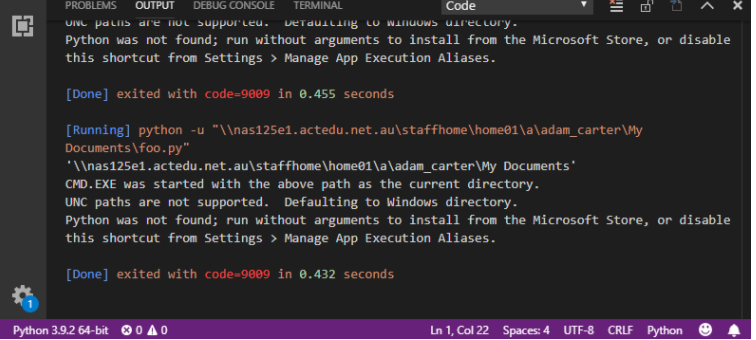 PROBLEMS OUTPUT DEBUG CONSOLE TERMINAL Code
UNC paths are not supported. Defaulting to Windows directory.
Python was not found; run without arguments to install from the Microsoft Store, or disable
this shortcut from Settings > Manage App Execution Aliases.
[Done] exited with code=9009 in 0.455 seconds
[Running] python -u "\\nas125e1.actedu.net.au\staffhome\home01\a\adam_carter\My
Documents\foo.py"
'\\nas125e1.actedu.net.au\staffhome\home01\a\adam_carter\My Documents'
CMD.EXE was started with the above path as the current directory.
UNC paths are not supported. Defaulting to Windows directory.
Python was not found; run without arguments to install from the Microsoft Store, or disable
this shortcut from Settings > Manage App Execution Aliases.
[Done] exited with code=9009 in 0.432 seconds
1
Python 3.9.2 64-bit 0 0 Ln 1, Col 22 Spaces: 4 UTF-8 CRLF Python